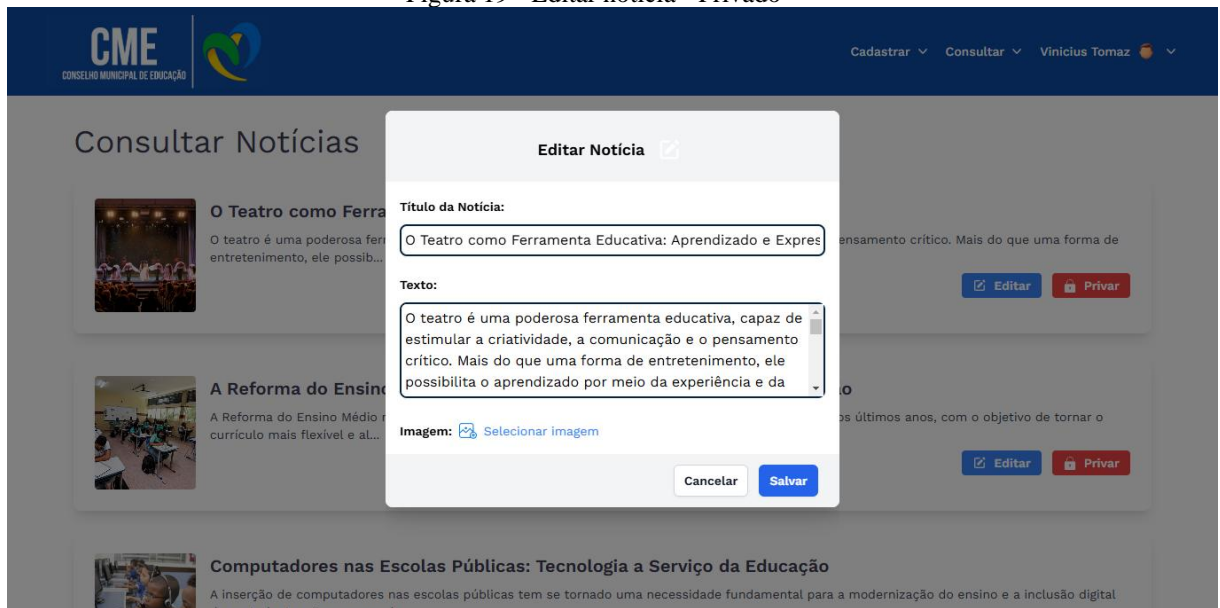 Figura 19 - Editar notícia - Privado
CME
CONSELHO MUNICIPAL DE EDUCAÇÃO
Cadastrar
Consultar
Vinicius Tomaz
Consultar Notícias
Editar Notícia
O Teatro como Ferra
O teatro é uma poderosa fer
entretenimento, ele possib...
ensamento crítico. Mais do que uma forma de
Editar
Privar
Título da Notícia:
O Teatro como Ferramenta Educativa: Aprendizado e Expres
Texto:
O teatro é uma poderosa ferramenta educativa, capaz de
estimular a criatividade, a comunicação e o pensamento
crítico. Mais do que uma forma de entretenimento, ele
possibilita o aprendizado por meio da experiência e da
Imagem: Selecionar imagem
Cancelar
Salvar
A Reforma do Ensino
A Reforma do Ensino Médio
currículo mais flexível e al...
os últimos anos, com o objetivo de tornar o
Editar
Privar
Computadores nas Escolas Públicas: Tecnologia a Serviço da Educação
A inserção de computadores nas escolas públicas tem se tornado uma necessidade fundamental para a modernização do ensino e a inclusão digital